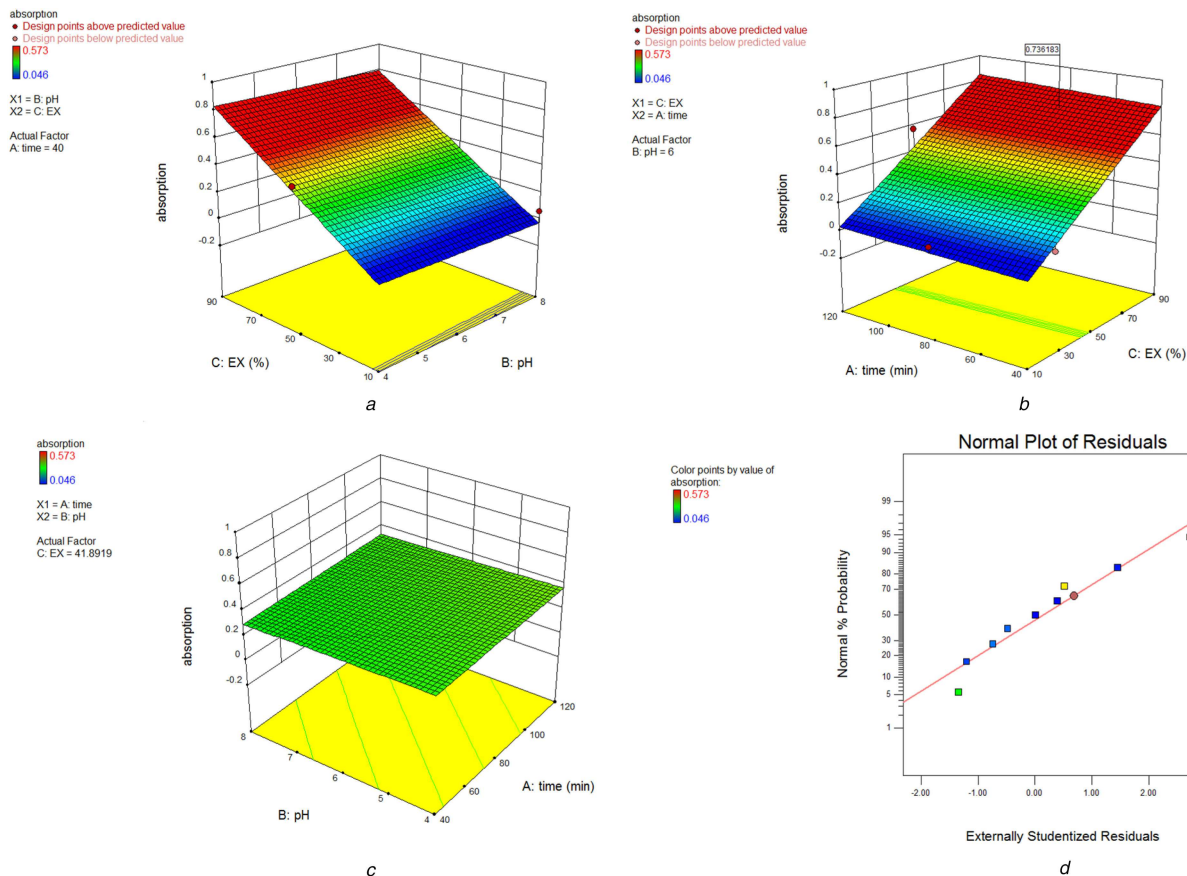 absorption
Design points above predicted value
Design points below predicted value
0.573
0.046
X1 = B: pH
X2 = C: EX
Actual Factor
A: time = 40
absorption
1
0.8
0.6
0.4
0.2
0
-0.2
90
70
50
30
10
4
5
6
7
8
C: EX (%)
B: pH
a
absorption
Design points above predicted value
Design points below predicted value
0.573
0.046
X1 = C: EX
X2 = A: time
Actual Factor
B: pH = 6
0.736183
absorption
1
0.8
0.6
0.4
0.2
0
-0.2
120
100
80
60
40
10
30
50
70
90
A: time (min)
C: EX (%)
b
absorption
0.573
0.046
X1 = A: time
X2 = B: pH
Actual Factor
C: EX = 41.8919
absorption
1
0.8
0.6
0.4
0.2
0
-0.2
8
7
6
5
4
40
60
80
100
120
B: pH
A: time (min)
c
Normal Plot of Residuals
Color points by value of
absorption:
0.573
0.046
Normal % Probability
99
95
90
80
70
50
30
20
10
5
1
-2.00
-1.00
0.00
1.00
2.00
Externally Studentized Residuals
d